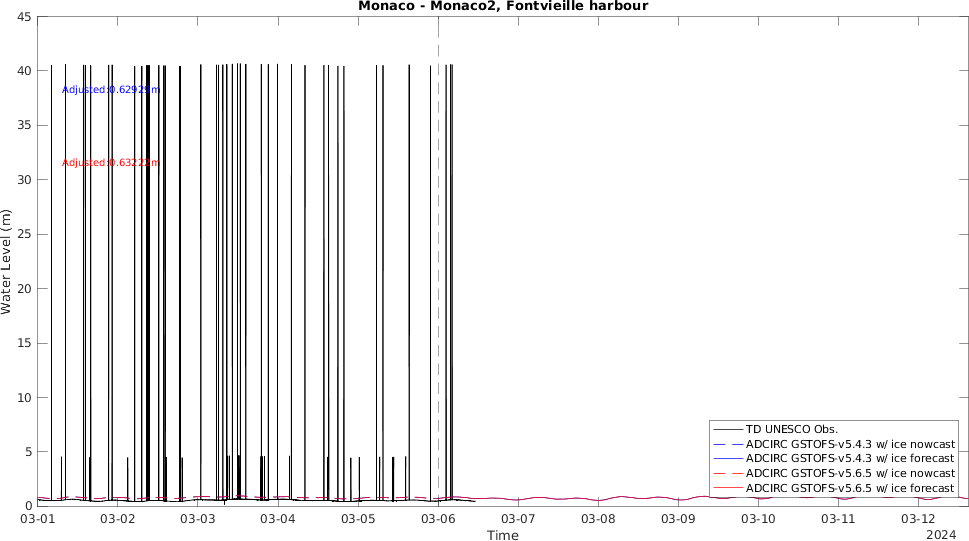 Monaco - Monaco2, Fontvieille harbour
45
40
35
30
25
20
15
10
5
0
Water Level (m)
Adjusted:0.62925m
Adjusted:
TD UNESCO Obs.
ADCIRC GSTOFS-v5.4.3 w/ ice nowcast
ADCIRC GSTOFS-v5.4.3 w/ ice forecast
ADCIRC GSTOFS-v5.6.5 w/ ice nowcast
ADCIRC GSTOFS-v5.6.5 w/ ice forecast
03-01 03-02 03-03 03-04 03-05 03-06 03-07 03-08 03-09 03-10 03-11 03-12
Time
2024